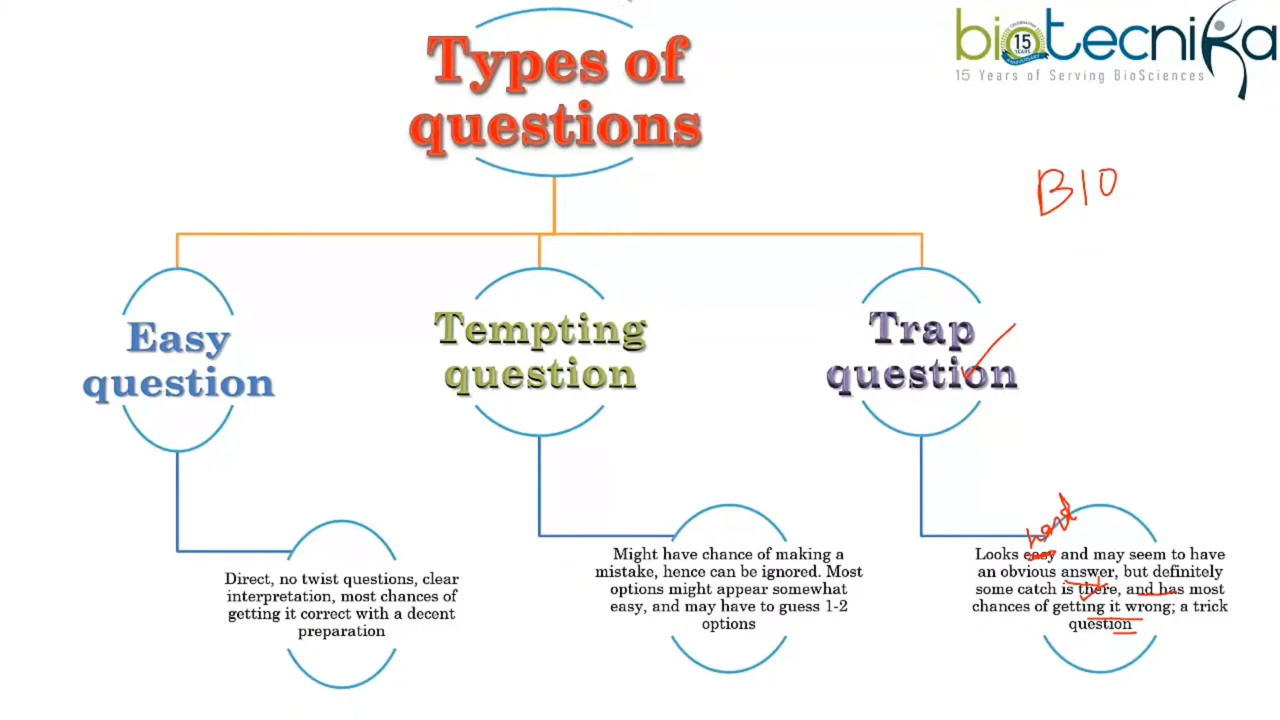 Types of
questions
biotecnika
CELEBRATING
15
YEARS
ANNIVERSARY
15 Years of Serving BioSciences
BIO
Easy
question
Tempting
question
Trap
question
Direct, no twist questions, clear
interpretation, most chances of
getting it correct with a decent
preparation
Might have chance of making a
mistake, hence can be ignored. Most
options might appear somewhat
easy, and may have to guess 1-2
options
hard
Looks easy and may seem to have
an obvious answer, but definitely
some catch is there, and has most
chances of getting it wrong; a trick
question